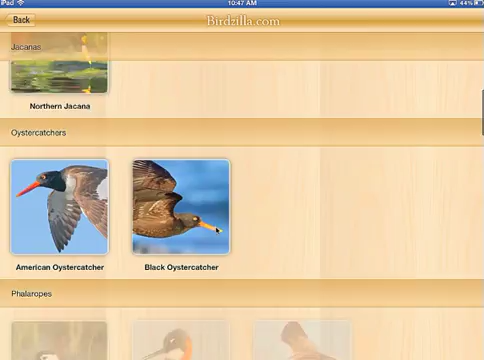 iPad
10:47 AM
44%
Back
Birdzilla.com
Jacanas
Northern Jacana
Oystercatchers
American Oystercatcher
Black Oystercatcher
Phalaropes